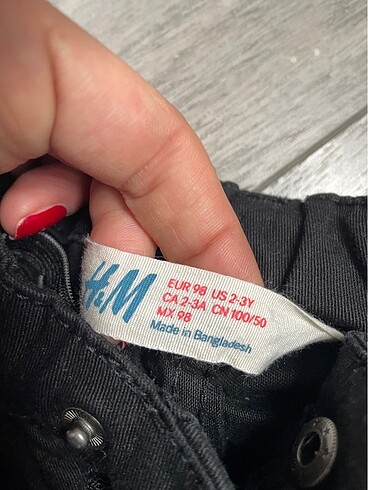 H&M
EUR 98 US 2-3Y
CA 2-3A CN 100/50
MX 98
Made in Bangladesh